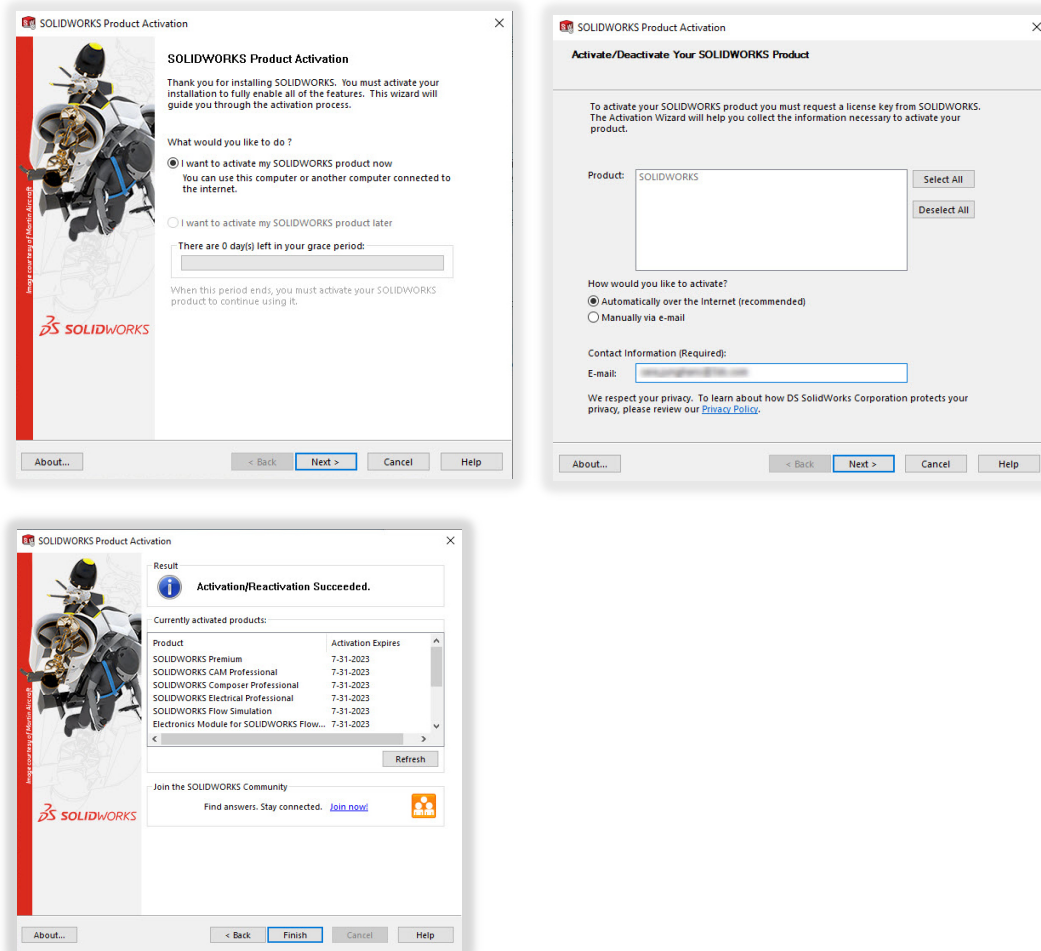 SOLIDWORKS Product Activation
SOLIDWORKS Product Activation
Thank you for installing SOLIDWORKS. You must activate your
installation to fully enable all of the features. This wizard will
guide you through the activation process.
What would you like to do ?
I want to activate my SOLIDWORKS product now
You can use this computer or another computer connected to
the internet.
I want to activate my SOLIDWORKS product later
There are 0 day(s) left in your grace period:
When this period ends, you must activate your SOLIDWORKS
product to continue using it.
Image courtesy of Martin Aircraft
SOLIDWORKS
About...
< Back
Next >
Cancel
Help
SOLIDWORKS Product Activation
Activate/Deactivate Your SOLIDWORKS Product
To activate your SOLIDWORKS product you must request a license key from SOLIDWORKS.
The Activation Wizard will help you collect the information necessary to activate your
product.
Product:
SOLIDWORKS
Select All
Deselect All
How would you like to activate?
Automatically over the Internet (recommended)
Manually via e-mail
Contact Information (Required):
E-mail:
We respect your privacy. To learn about how DS SolidWorks Corporation protects your
privacy, please review our Privacy Policy.
About...
< Back
Next >
Cancel
Help
SOLIDWORKS Product Activation
Result
Activation/Reactivation Succeeded.
Currently activated products:
Product Activation Expires
SOLIDWORKS Premium 7-31-2023
SOLIDWORKS CAM Professional 7-31-2023
SOLIDWORKS Composer Professional 7-31-2023
SOLIDWORKS Electrical Professional 7-31-2023
SOLIDWORKS Flow Simulation 7-31-2023
Electronics Module for SOLIDWORKS Flow... 7-31-2023
Refresh
Join the SOLIDWORKS Community
Find answers. Stay connected. Join now!
Image courtesy of Martin Aircraft
SOLIDWORKS
About...
< Back
Finish
Cancel
Help